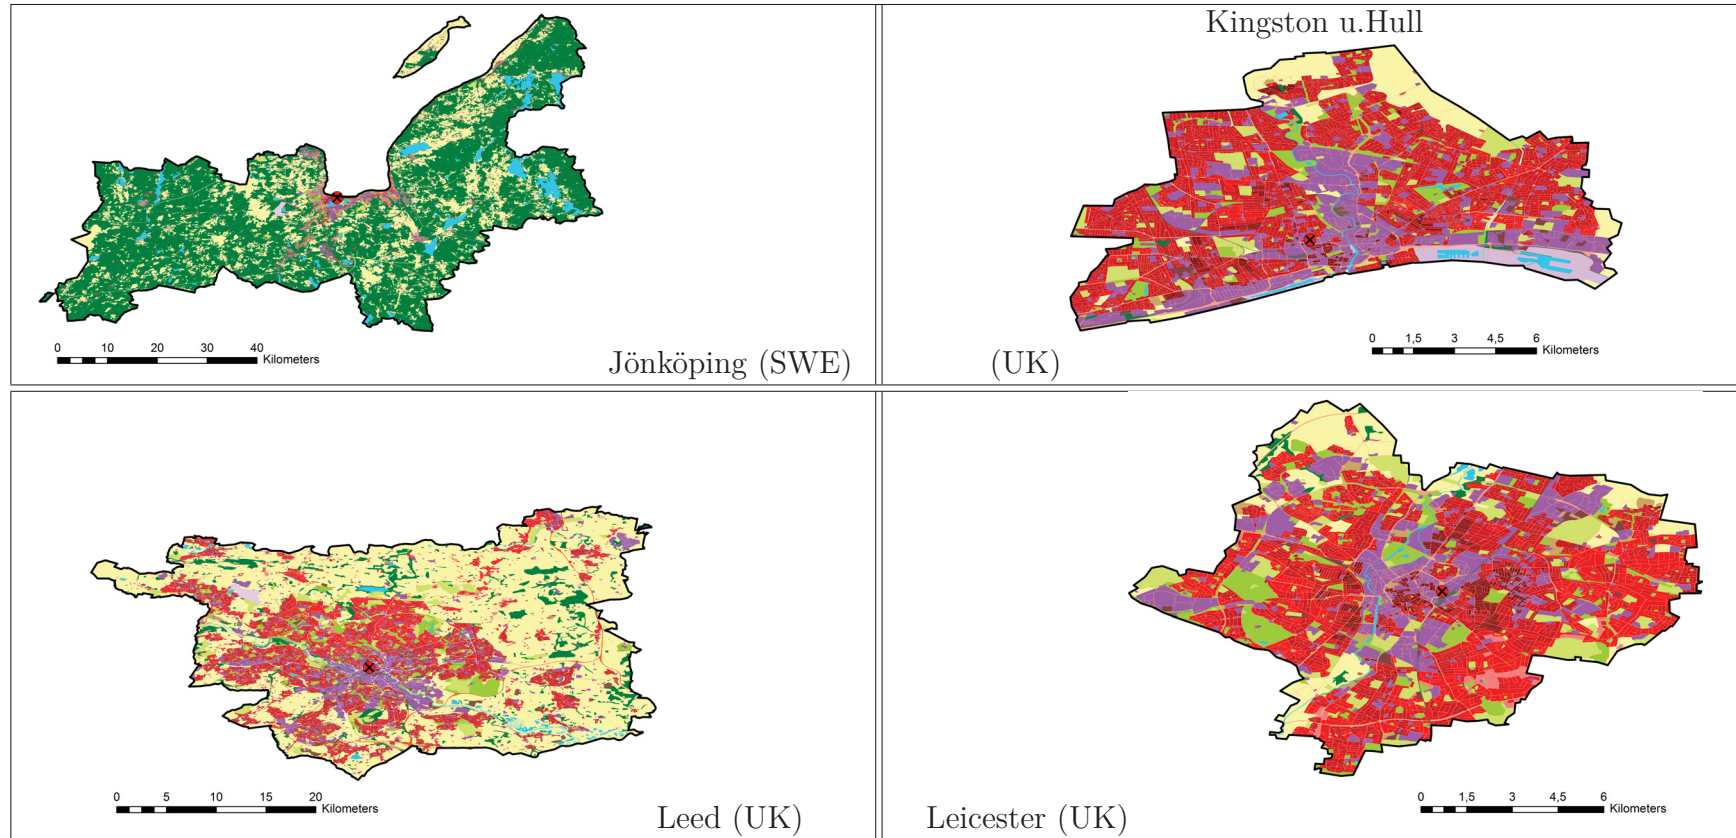 0 10 20 30 40 Kilometers
Jönköping (SWE)
Kingston u.Hull
0 1,5 3 4,5 6 Kilometers
(UK)
0 5 10 15 20 Kilometers
Leed (UK)
0 1,5 3 4,5 6 Kilometers
Leicester (UK)